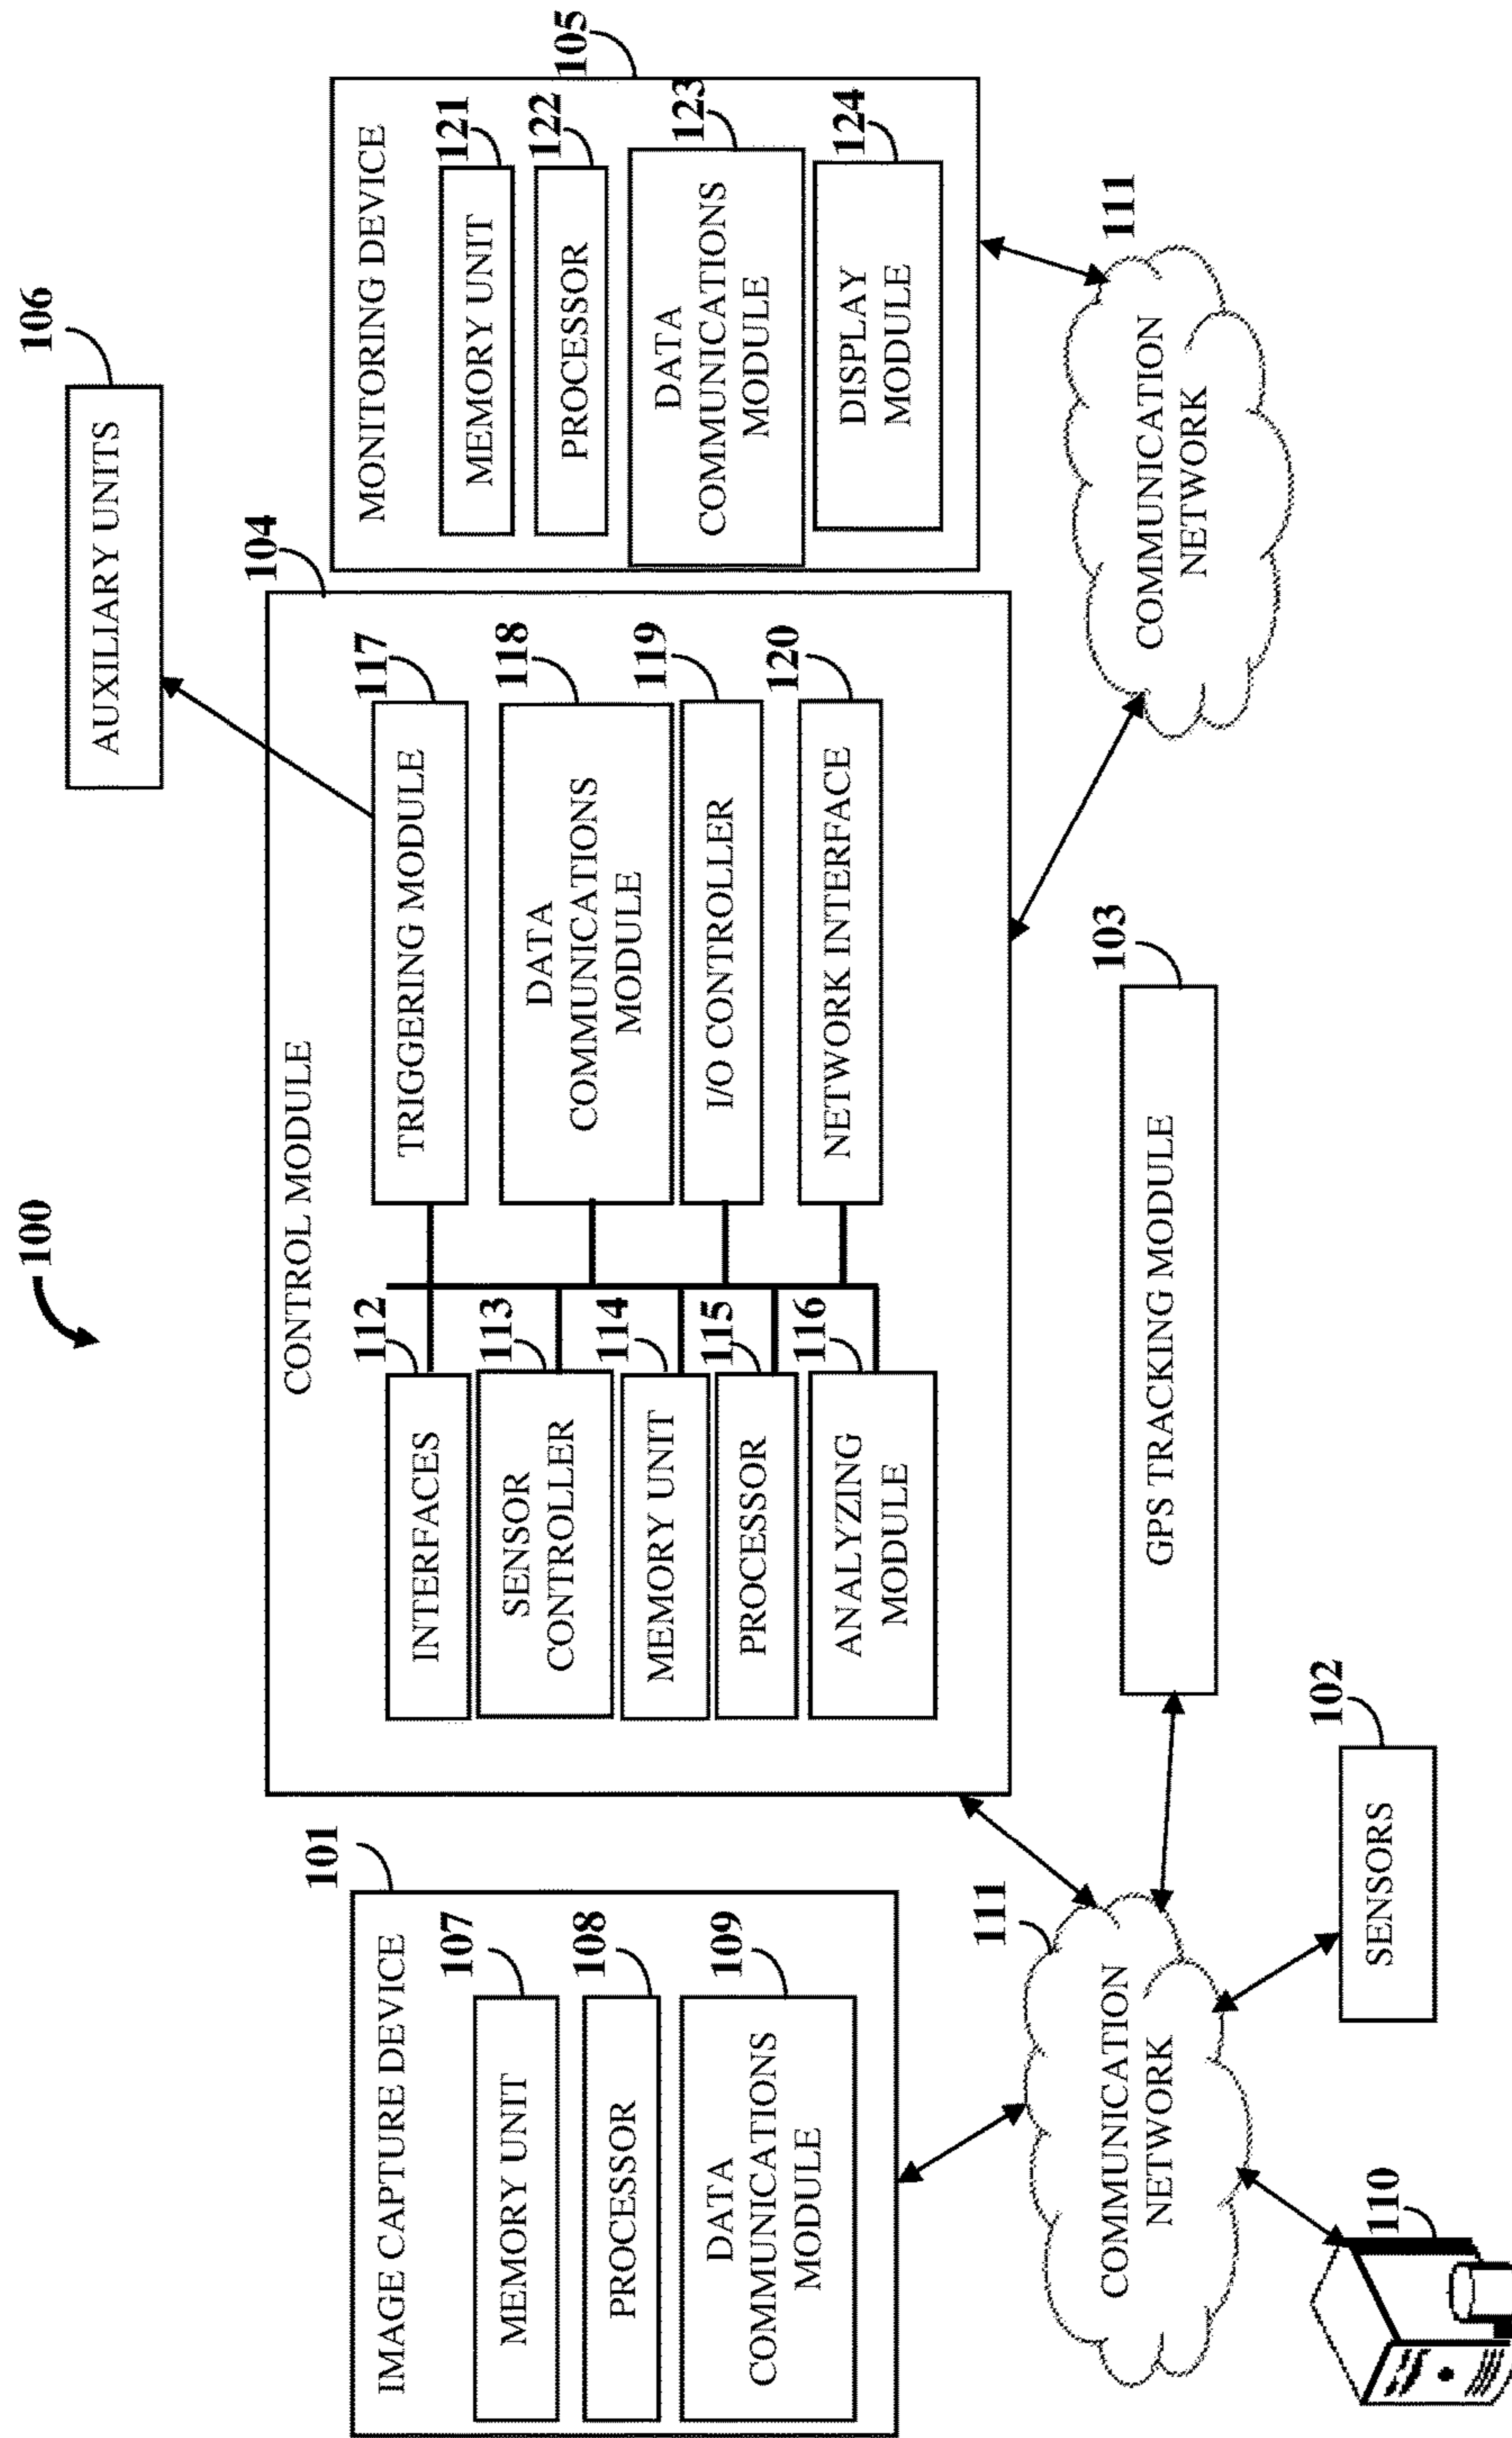 100
106
AUXILIARY UNITS
101
IMAGE CAPTURE DEVICE
107
MEMORY UNIT
108
PROCESSOR
109
DATA
COMMUNICATIONS
MODULE
104
CONTROL MODULE
112
INTERFACES
113
SENSOR
CONTROLLER
114
MEMORY UNIT
115
PROCESSOR
116
ANALYZING
MODULE
117
TRIGGERING MODULE
118
DATA
COMMUNICATIONS
MODULE
119
I/O CONTROLLER
120
NETWORK INTERFACE
105
MONITORING DEVICE
121
MEMORY UNIT
122
PROCESSOR
123
DATA
COMMUNICATIONS
MODULE
124
DISPLAY
MODULE
111
COMMUNICATION
NETWORK
103
GPS TRACKING MODULE
111
COMMUNICATION
NETWORK
102
SENSORS
110